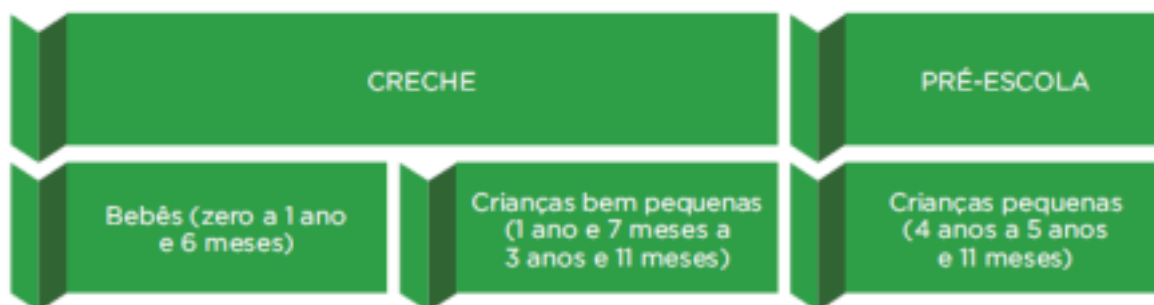 CRECHE
PRÉ-ESCOLA
Bebês (zero a 1 ano
e 6 meses)
Crianças bem pequenas
(1 ano e 7 meses a
3 anos e 11 meses)
Crianças pequenas
(4 anos a 5 anos
e 11 meses)